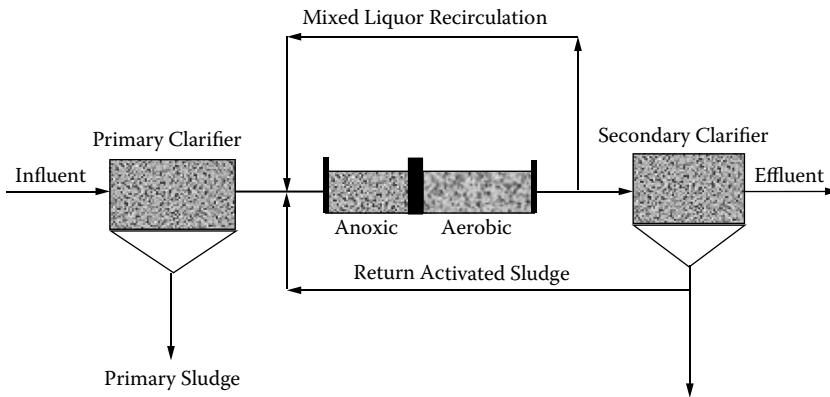 Mixed Liquor Recirculation
Primary Clarifier
Secondary Clarifier
Influent
Effluent
Anoxic
Aerobic
Return Activated Sludge
Primary Sludge